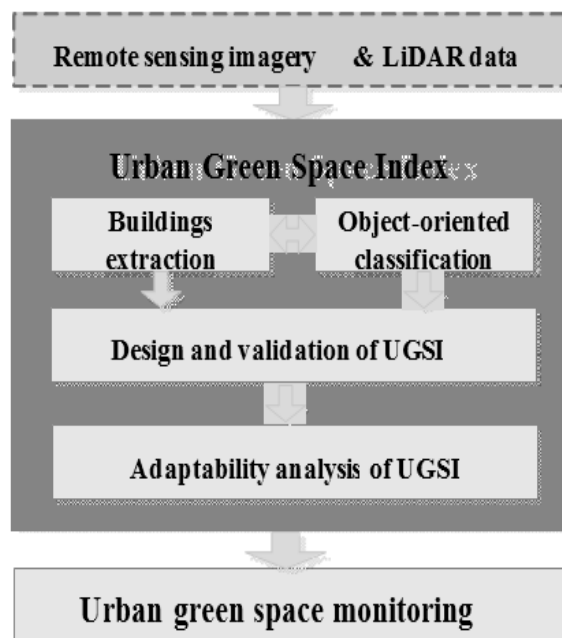 Remote sensing imagery & LiDAR data
Urban Green Space Index
Buildings
extraction
Object-oriented
classification
Design and validation of UGSI
Adaptability analysis of UGSI
Urban green space monitoring